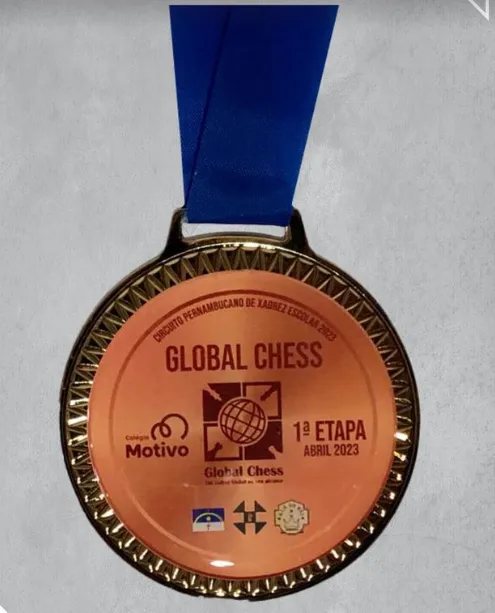 CIRCUITO PERNAMBUCANO DE XADREZ ESCOLAR 2023
GLOBAL CHESS
Colégio
Motivo
1ª ETAPA
ABRIL 2023
Global Chess